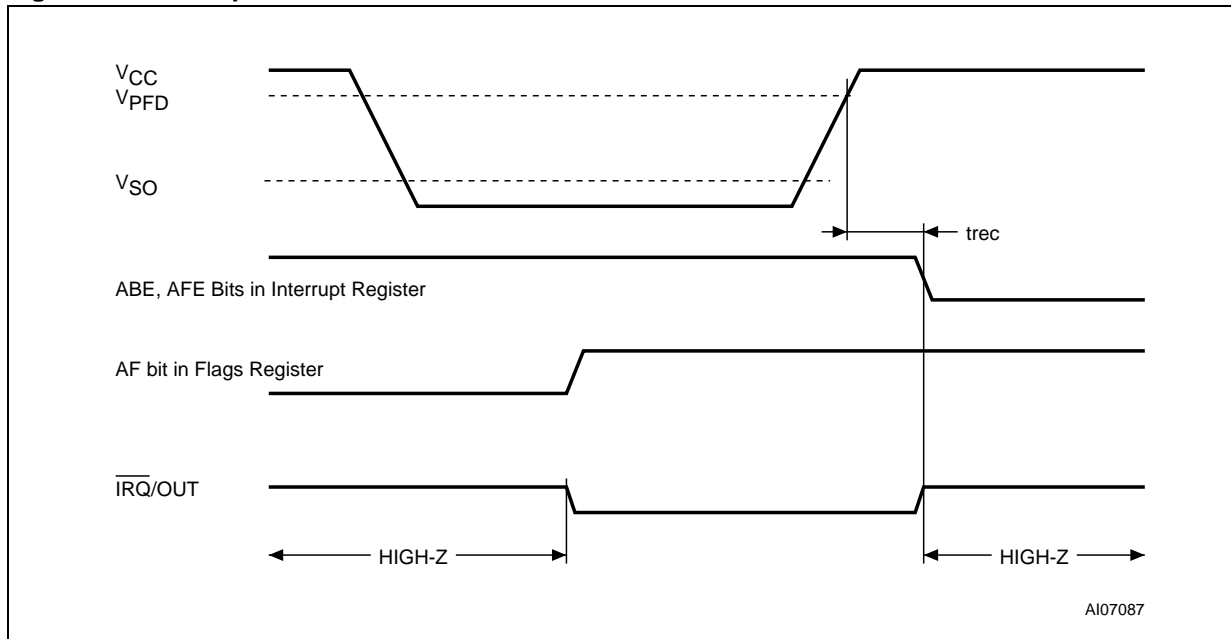 VCC
VPFD
VSO
trec
ABE, AFE Bits in Interrupt Register
AF bit in Flags Register
IRQ/OUT
HIGH-Z
HIGH-Z
AI07087